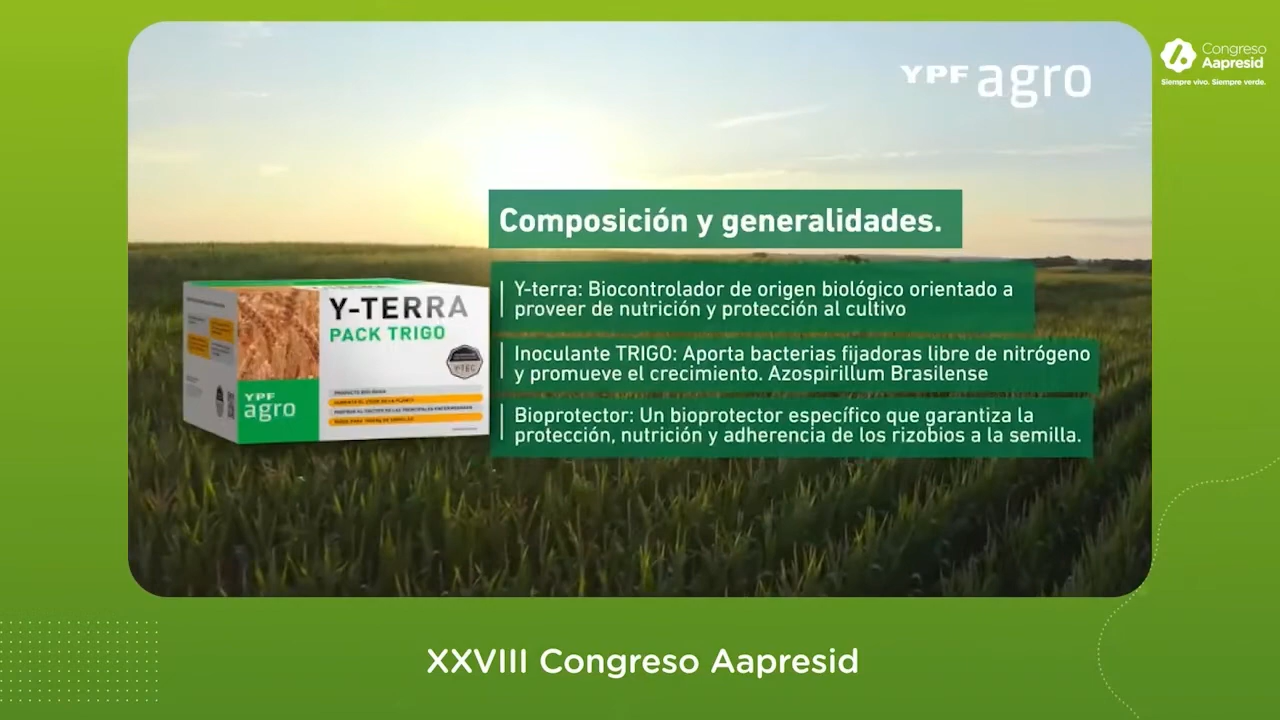 Congreso
Aapresid
Siempre vivo. Siempre verde.
YPF agro
Composición y generalidades.
Y-terra: Biocontrolador de origen biológico orientado a
proveer de nutrición y protección al cultivo
Inoculante TRIGO: Aporta bacterias fijadoras libre de nitrógeno
y promueve el crecimiento. Azospirillum Brasilense
Bioprotector: Un bioprotector específico que garantiza la
protección, nutrición y adherencia de los rizobios a la semilla.
Y-TERRA
PACK TRIGO
Y-TEC
YPF
agro
XXVIII Congreso Aapresid